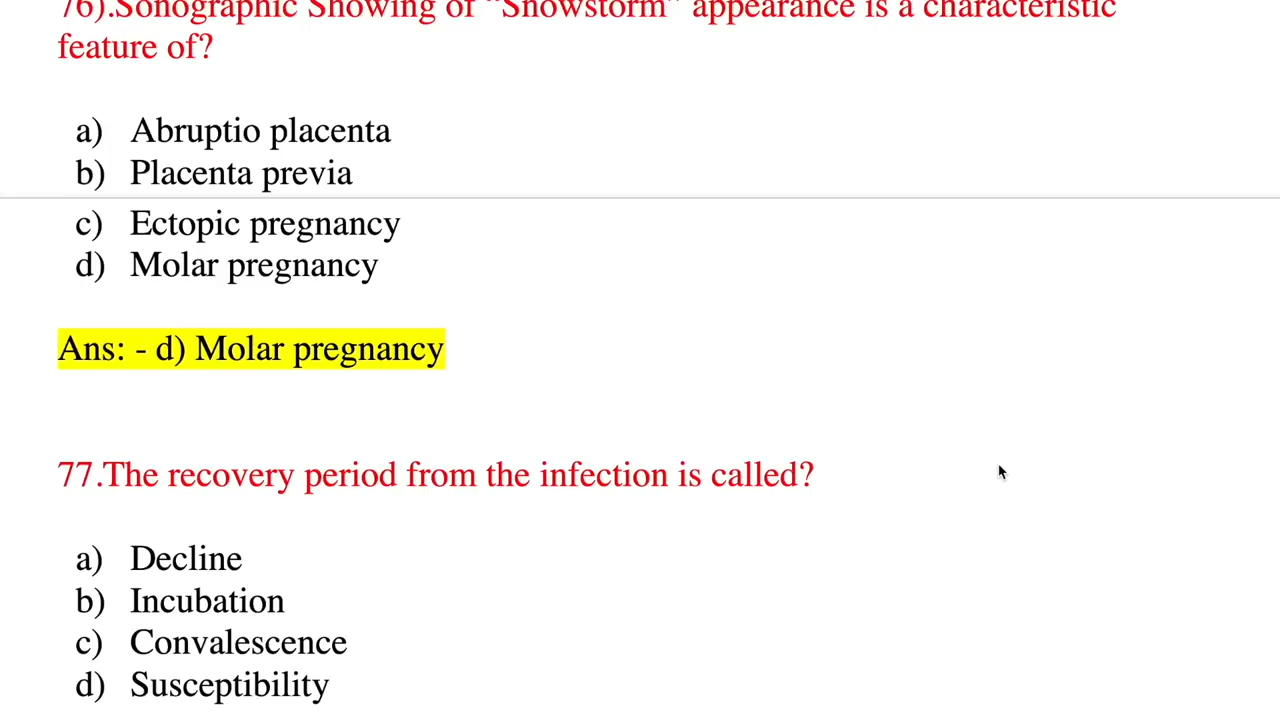 76).Sonographic Showing of "Snowstorm" appearance is a characteristic
feature of?
a) Abruptio placenta
b) Placenta previa
c) Ectopic pregnancy
d) Molar pregnancy
Ans: - d) Molar pregnancy
77.The recovery period from the infection is called?
a) Decline
b) Incubation
c) Convalescence
d) Susceptibility